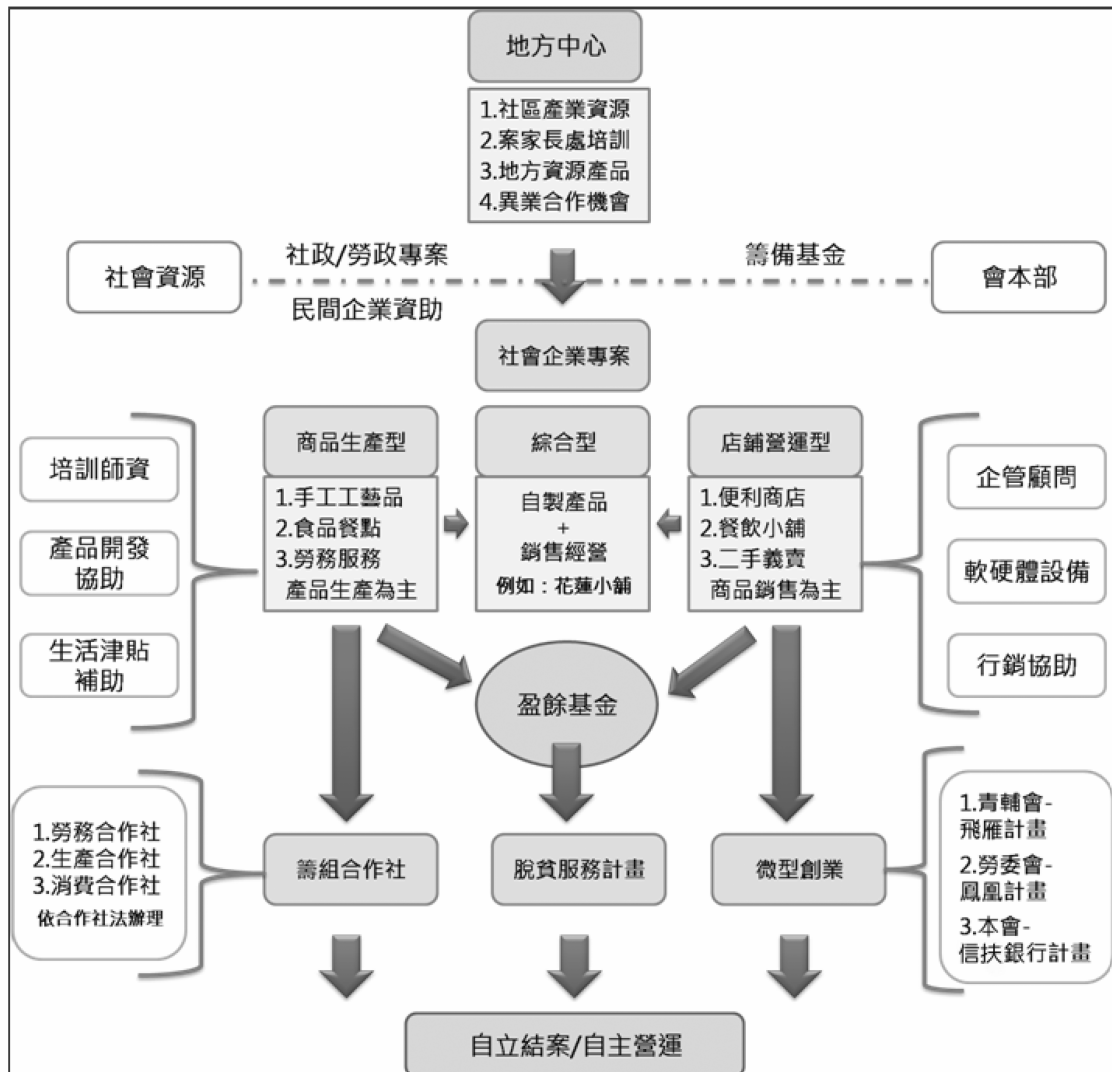 地方中心
1.社區產業資源
2.案家長處培訓
3.地方資源產品
4.異業合作機會
社會資源
社政/勞政專案
民間企業資助
籌備基金
會本部
社會企業專案
培訓師資
產品開發
協助
生活津貼
補助
商品生產型
1.手工工藝品
2.食品餐點
3.勞務服務
產品生產為主
綜合型
自製產品
+
銷售經營
例如：花蓮小舖
店鋪營運型
1.便利商店
2.餐飲小舖
3.二手義賣
商品銷售為主
企管顧問
軟硬體設備
行銷協助
盈餘基金
1.勞務合作社
2.生產合作社
3.消費合作社
依合作社法辦理
籌組合作社
脫貧服務計畫
微型創業
1.青輔會-
飛雁計畫
2.勞委會-
鳳凰計畫
3.本會-
信扶銀行計畫
自立結案/自主營運